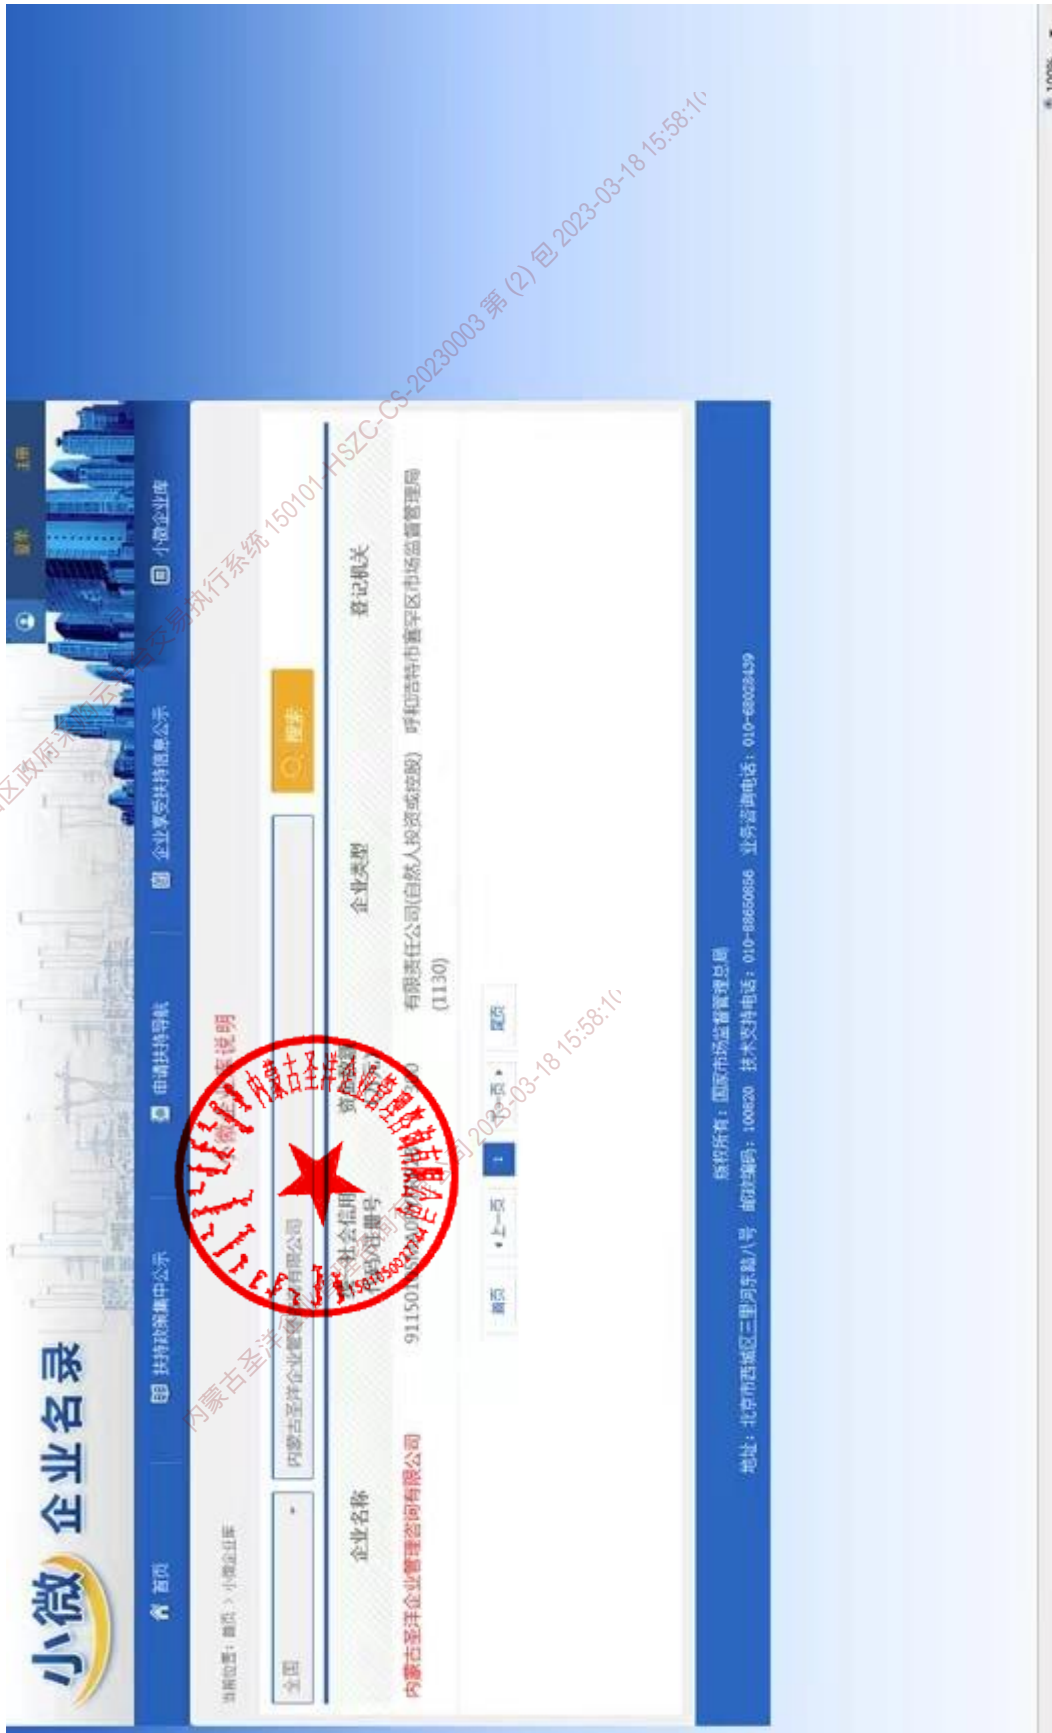 登录 注册
小微企业名录
首页 扶持政策集中公示 申请扶持导航 企业享受扶持信息公示 小微企业库
当前位置：首页 > 小微企业库
小微企业库说明
全国 内蒙古圣洋企业管理咨询有限公司 搜索
企业名称 社会信用 企业类型 登记机关
代码/注册号
内蒙古圣洋企业管理咨询有限公司 有限责任公司(自然人投资或控股) 呼和浩特市赛罕区市场监督管理局
(1130)
首页 上一页 1 下一页 尾页
版权所有：国家市场监督管理总局
地址：北京市西城区三里河东路八号 邮政编码：100820 技术支持电话：010-88650856 业务咨询电话：010-68028439
内蒙古圣洋企业管理咨询有限公司
150101-HSZC-CS-20230003 第 (2) 包 2023-03-18 15:58:1
2023-03-18 15:58:1
100%